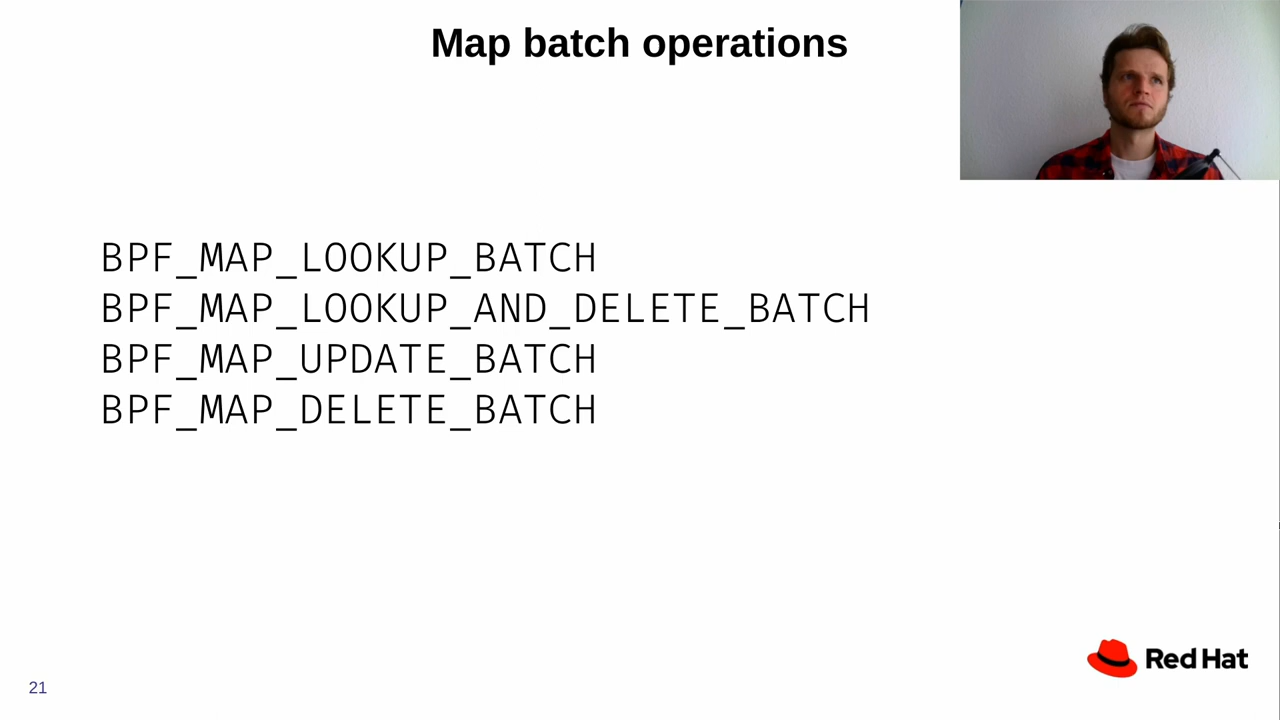 Map batch operations
BPF_MAP_LOOKUP_BATCH
BPF_MAP_LOOKUP_AND_DELETE_BATCH
BPF_MAP_UPDATE_BATCH
BPF_MAP_DELETE_BATCH
Red Hat
21